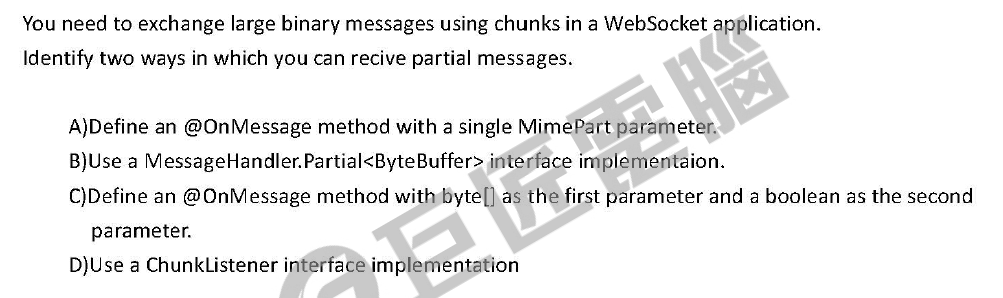 You need to exchange large binary messages using chunks in a WebSocket application.
Identify two ways in which you can recive partial messages.
A)Define an @OnMessage method with a single MimePart parameter.
B)Use a MessageHandler.Partial<ByteBuffer> interface implementaion.
C)Define an @OnMessage method with byte[] as the first parameter and a boolean as the second
parameter.
D)Use a ChunkListener interface implementation
巨匠電腦